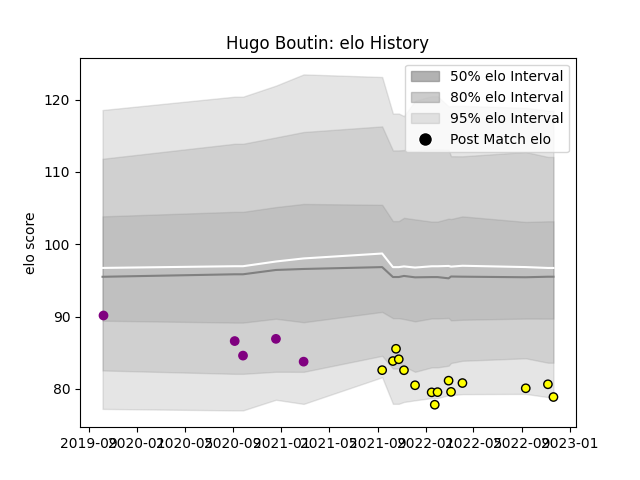 Hugo Boutin: elo History
50% elo Interval
80% elo Interval
95% elo Interval
Post Match elo
elo score
120
110
100
90
80
2019-09 2020-01 2020-05 2020-09 2021-01 2021-05 2021-09 2022-01 2022-05 2022-09 2023-01